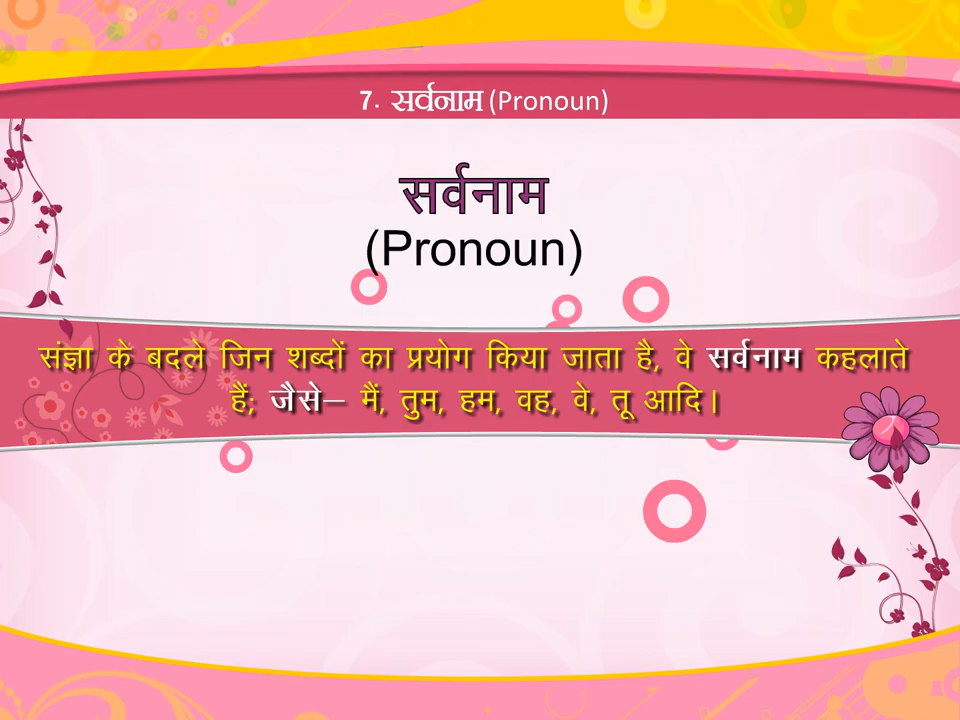 7. सर्वनाम (Pronoun)
सर्वनाम
(Pronoun)
संज्ञा के बदले जिन शब्दों का प्रयोग किया जाता है, वे सर्वनाम कहलाते
हैं; जैसे– मैं, तुम, हम, वह, वे, तू आदि।